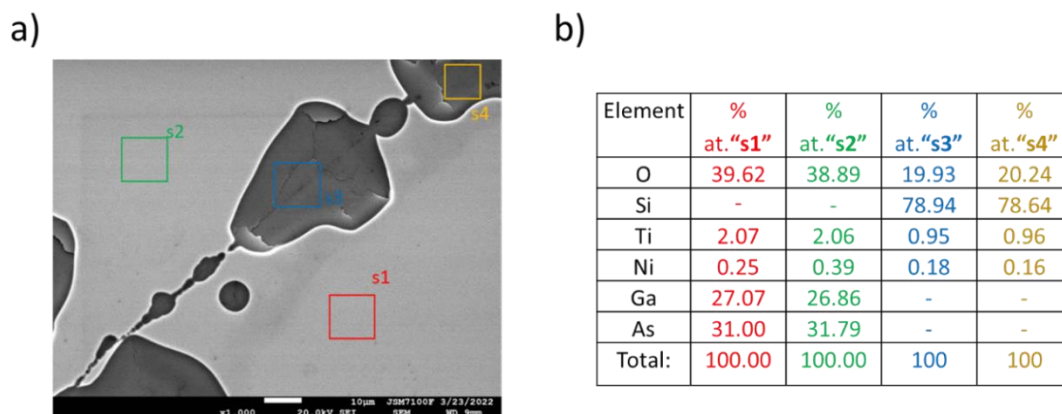 a)
b)
s4
s2
s3
s1
x1,000 20.0kV SEI SEM WD 9mm
10µm JSM7100F 3/23/2022
Element % % % %
at."s1" at."s2" at."s3" at."s4"
O 39.62 38.89 19.93 20.24
Si - - 78.94 78.64
Ti 2.07 2.06 0.95 0.96
Ni 0.25 0.39 0.18 0.16
Ga 27.07 26.86 - -
As 31.00 31.79 - -
Total: 100.00 100.00 100 100